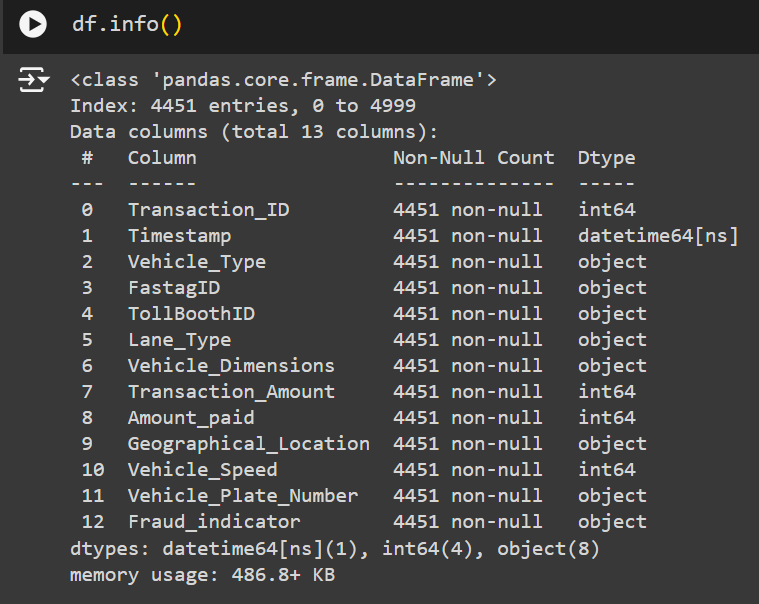 df.info()
<class 'pandas.core.frame.DataFrame'>
Index: 4451 entries, 0 to 4999
Data columns (total 13 columns):
 #   Column                 Non-Null Count  Dtype
---  ------                 --------------  -----
 0   Transaction_ID         4451 non-null   int64
 1   Timestamp              4451 non-null   datetime64[ns]
 2   Vehicle_Type           4451 non-null   object
 3   FastagID               4451 non-null   object
 4   TollBoothID            4451 non-null   object
 5   Lane_Type              4451 non-null   object
 6   Vehicle_Dimensions     4451 non-null   object
 7   Transaction_Amount     4451 non-null   int64
 8   Amount_paid            4451 non-null   int64
 9   Geographical_Location  4451 non-null   object
 10  Vehicle_Speed          4451 non-null   int64
 11  Vehicle_Plate_Number   4451 non-null   object
 12  Fraud_indicator        4451 non-null   object
dtypes: datetime64[ns](1), int64(4), object(8)
memory usage: 486.8+ KB